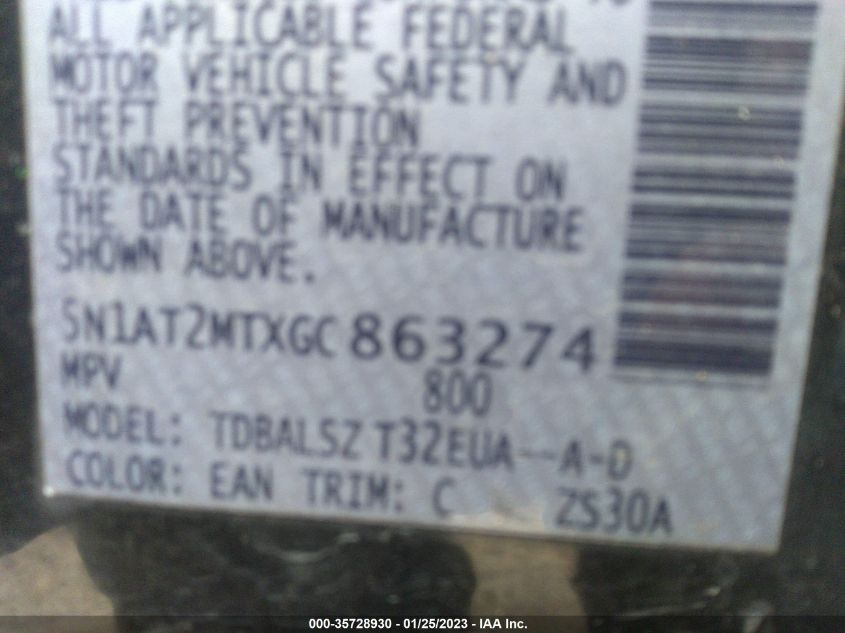 ALL APPLICABLE FEDERAL
MOTOR VEHICLE SAFETY AND
THEFT PREVENTION
STANDARDS IN EFFECT ON
THE DATE OF MANUFACTURE
SHOWN ABOVE.
5N1AT2MTXGC863274
MPV 800
MODEL: TDBALSZ T32EUA--A-D
COLOR: EAN TRIM: C ZS30A
000-35728930 - 01/25/2023 - IAA Inc.